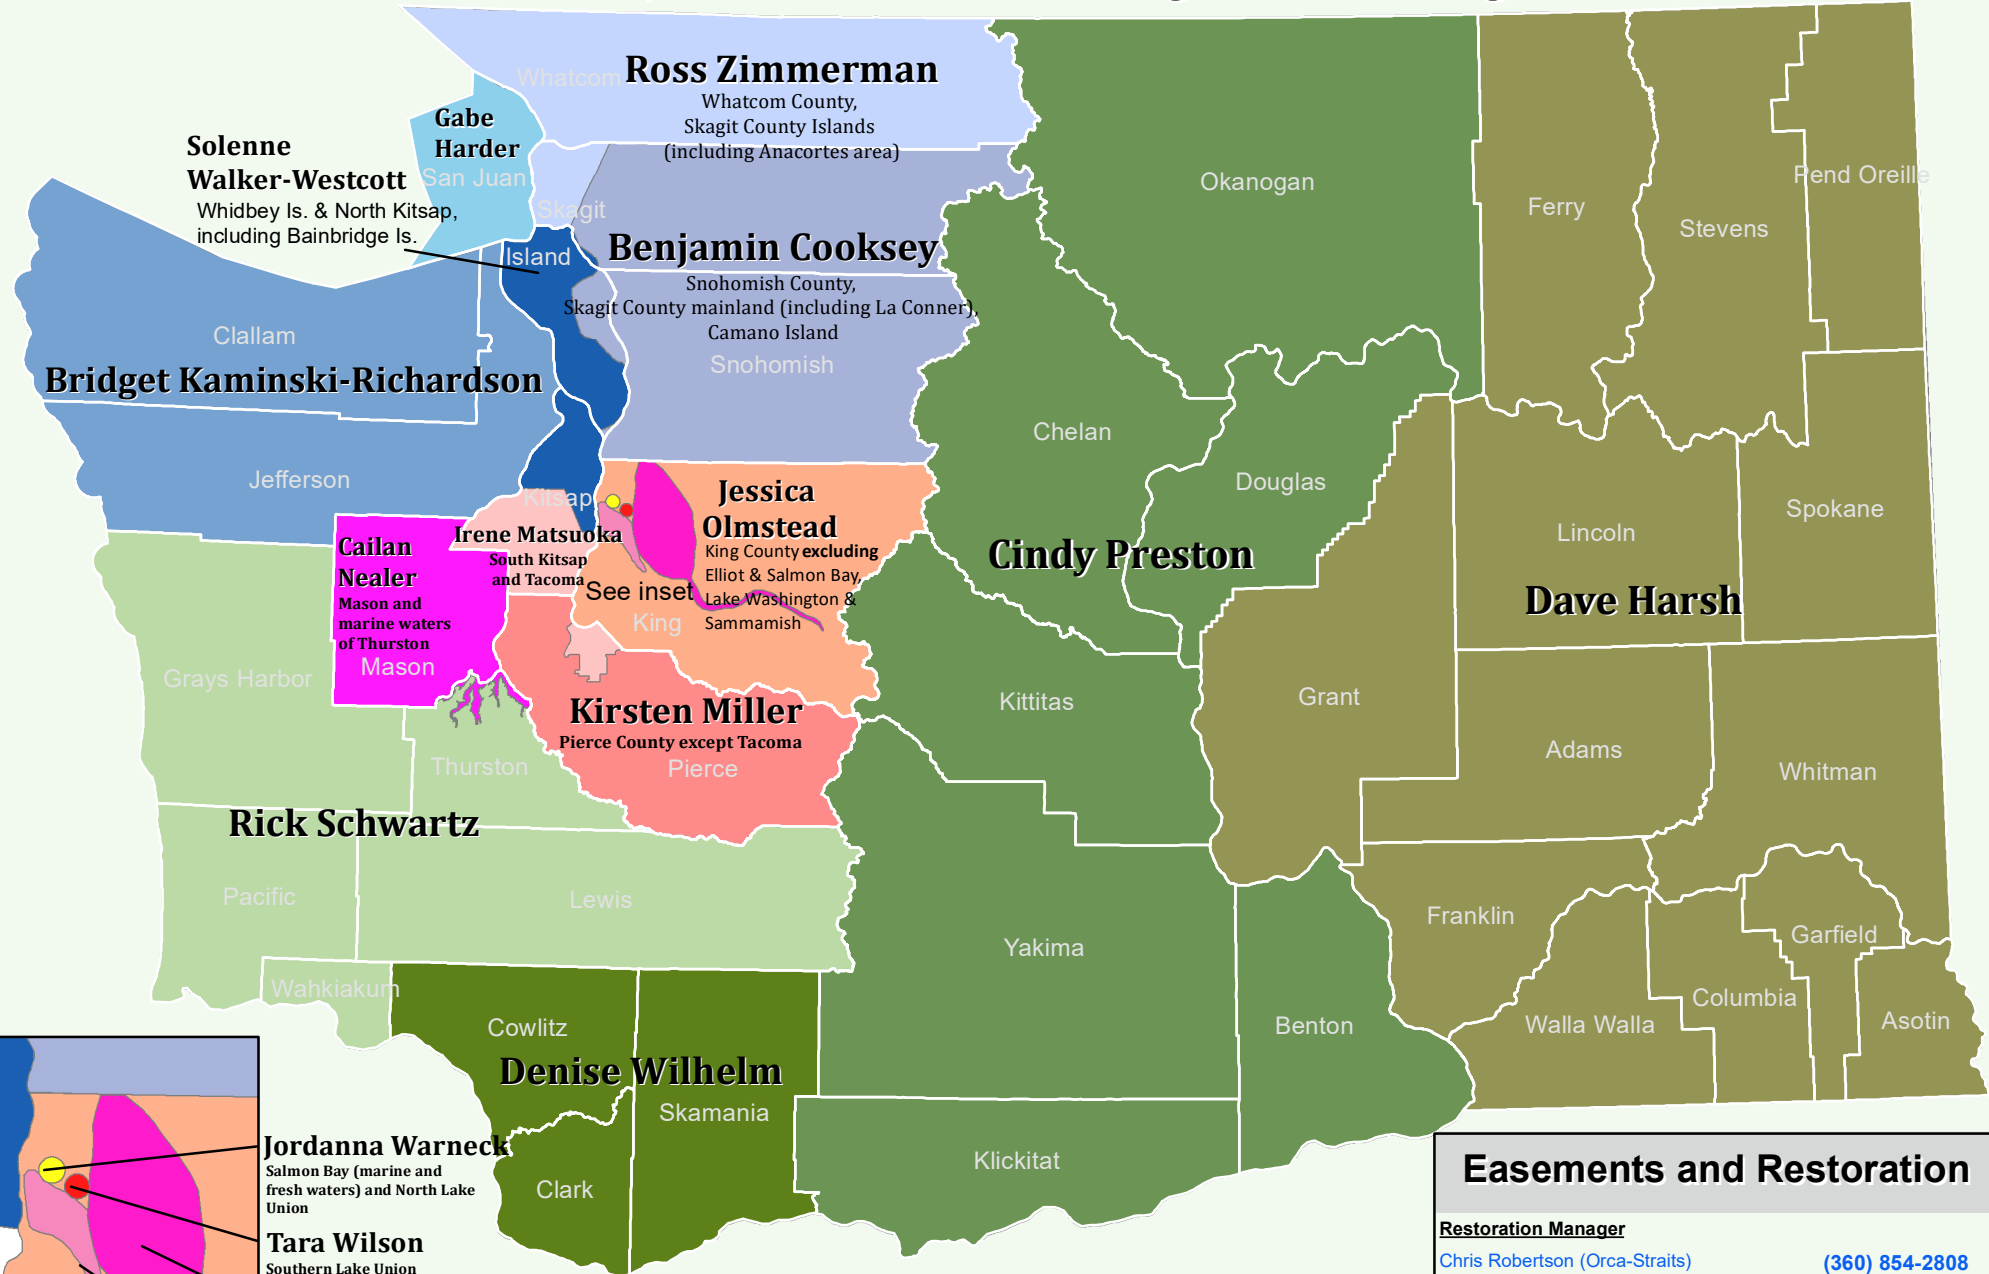 Whatcom
Ross Zimmerman
Whatcom County,
Skagit County Islands
(including Anacortes area)
Gabe
Harder
San Juan
Solenne
Walker-Westcott
Whidbey Is. & North Kitsap,
including Bainbridge Is.
Skagit
Island
Benjamin Cooksey
Snohomish County,
Skagit County mainland (including La Conner),
Camano Island
Snohomish
Okanogan
Ferry
Stevens
Pend Oreille
Clallam
Bridget Kaminski-Richardson
Jefferson
Kitsap
Chelan
Douglas
Lincoln
Spokane
Jessica
Olmstead
King County excluding
Elliot & Salmon Bay,
Lake Washington &
Sammamish
See inset
King
Irene Matsuoka
South Kitsap
and Tacoma
Cailan
Nealer
Mason and
marine waters
of Thurston
Mason
Cindy Preston
Dave Harsh
Grays Harbor
Kirsten Miller
Pierce County except Tacoma
Pierce
Thurston
Kittitas
Grant
Adams
Whitman
Rick Schwartz
Pacific
Lewis
Wahkiakum
Yakima
Franklin
Garfield
Columbia
Walla Walla
Asotin
Benton
Cowlitz
Denise Wilhelm
Skamania
Clark
Klickitat
Jordanna Warneck
Salmon Bay (marine and
fresh waters) and North Lake
Union
Tara Wilson
Southern Lake Union
Easements and Restoration
Restoration Manager
Chris Robertson (Orca-Straits) (360) 854-2808